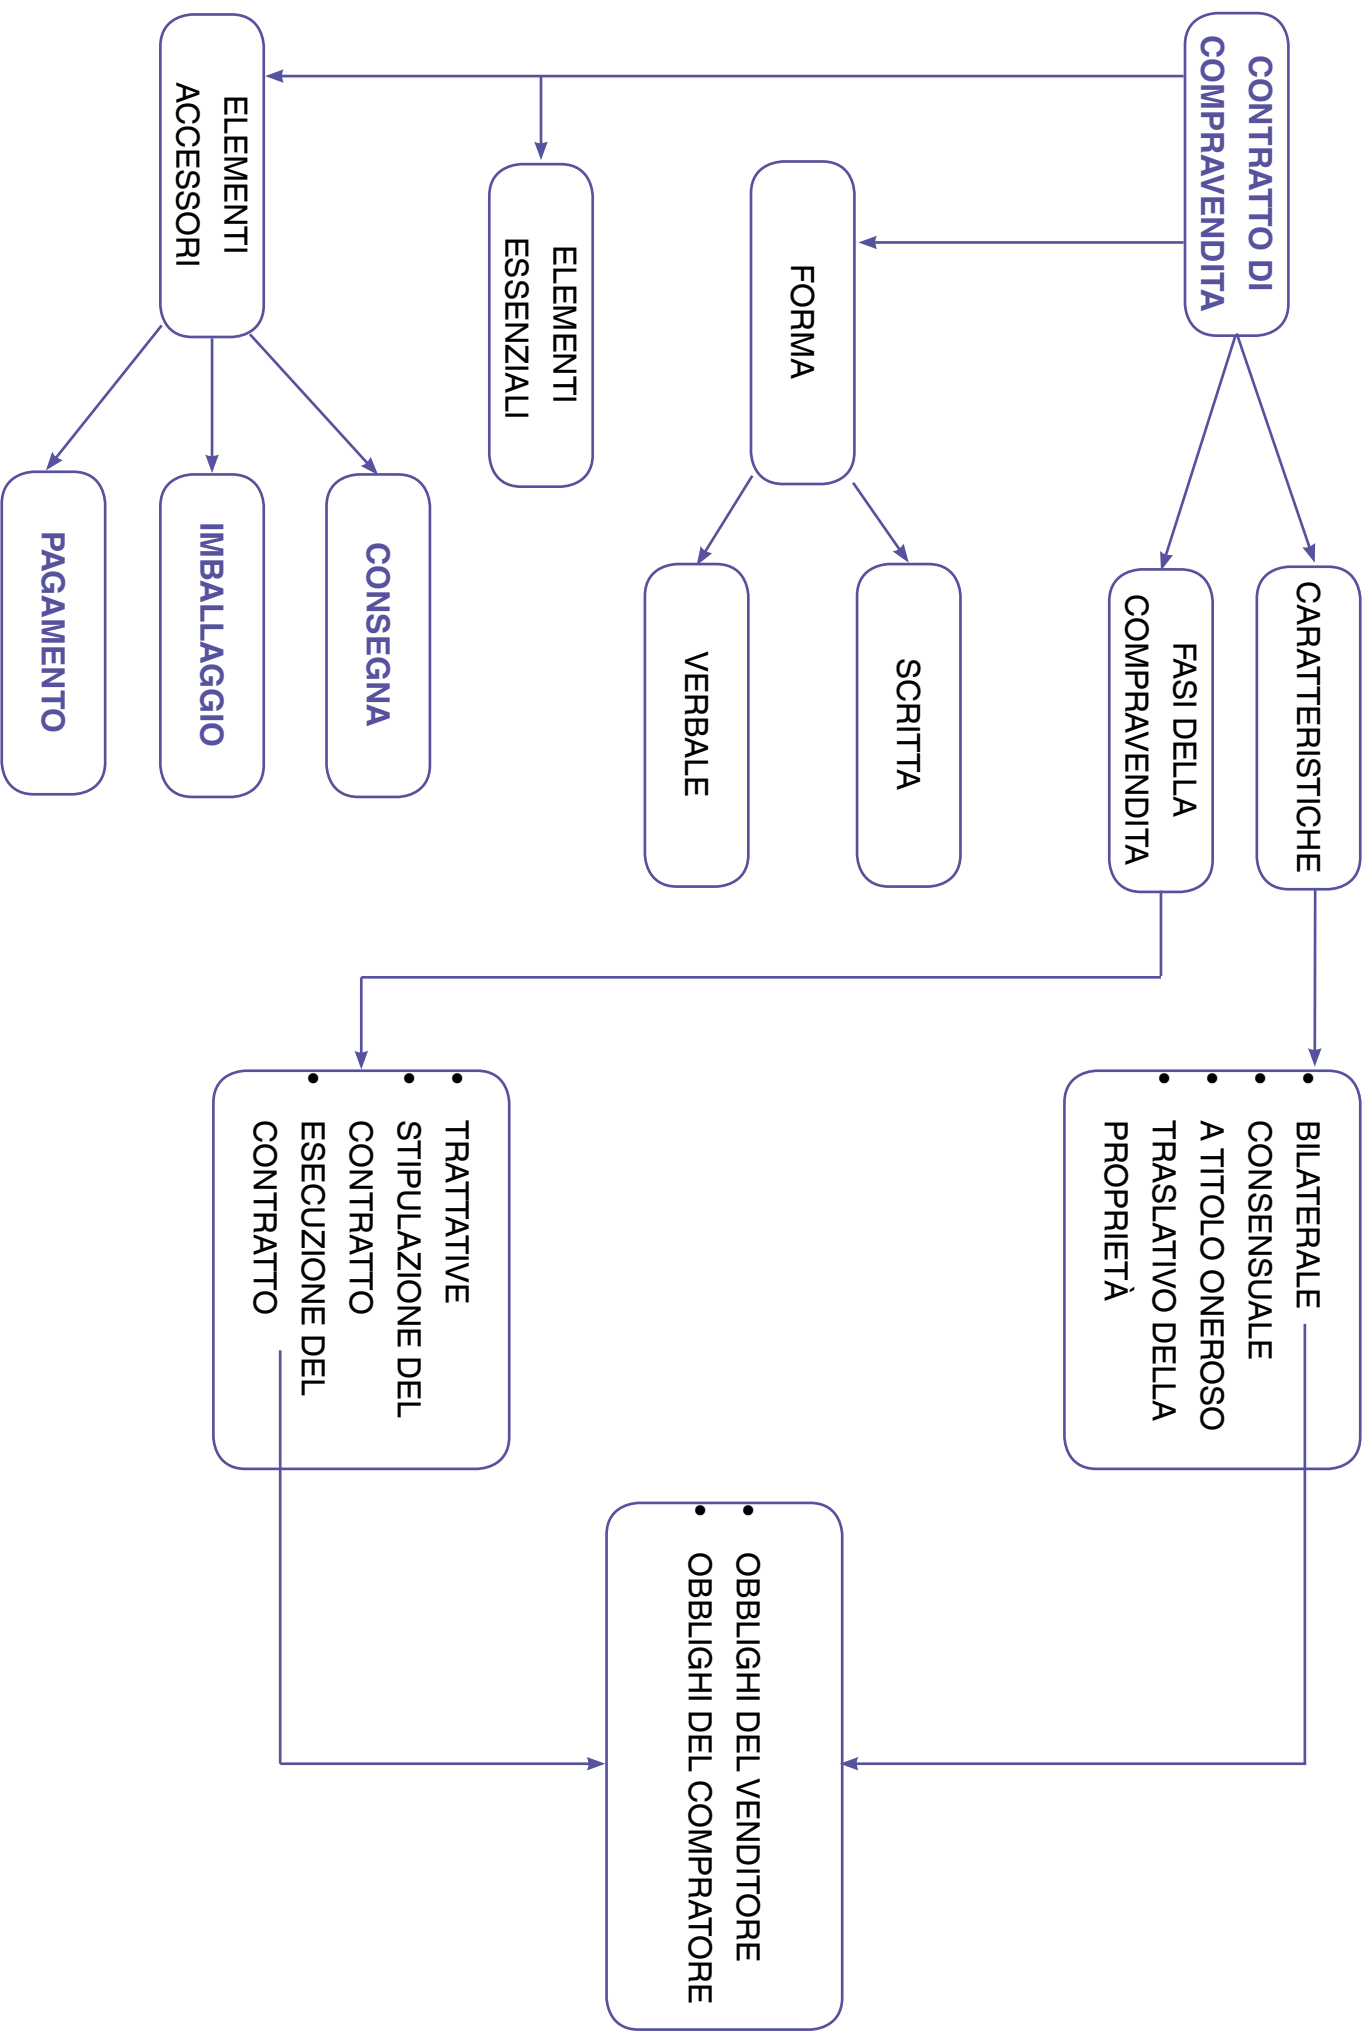 CONTRATTO DI
COMPRAVENDITA
CARATTERISTICHE
• BILATERALE
• CONSENSUALE
• A TITOLO ONEROSO
• TRASLATIVO DELLA
PROPRIETÀ
FASI DELLA
COMPRAVENDITA
FORMA
SCRITTA
VERBALE
• OBBLIGHI DEL VENDITORE
• OBBLIGHI DEL COMPRATORE
ELEMENTI
ESSENZIALI
• TRATTATIVE
• STIPULAZIONE DEL
CONTRATTO
• ESECUZIONE DEL
CONTRATTO
ELEMENTI
ACCESSORI
CONSEGNA
IMBALLAGGIO
PAGAMENTO